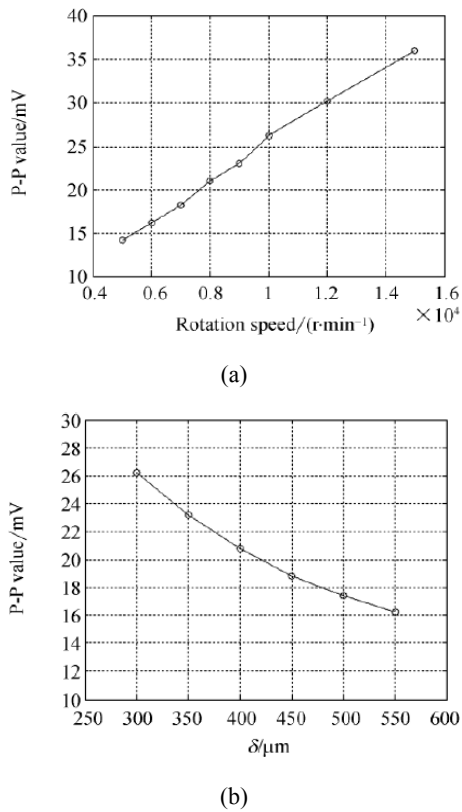 40
35
30
25
20
15
10
P-P value/mV
0.4 0.6 0.8 1 1.2 1.4 1.6
× 10⁴
Rotation speed/(r·min⁻¹)
(a)
30
28
26
24
22
20
18
16
14
12
10
P-P value/mV
250 300 350 400 450 500 550 600
δ/μm
(b)